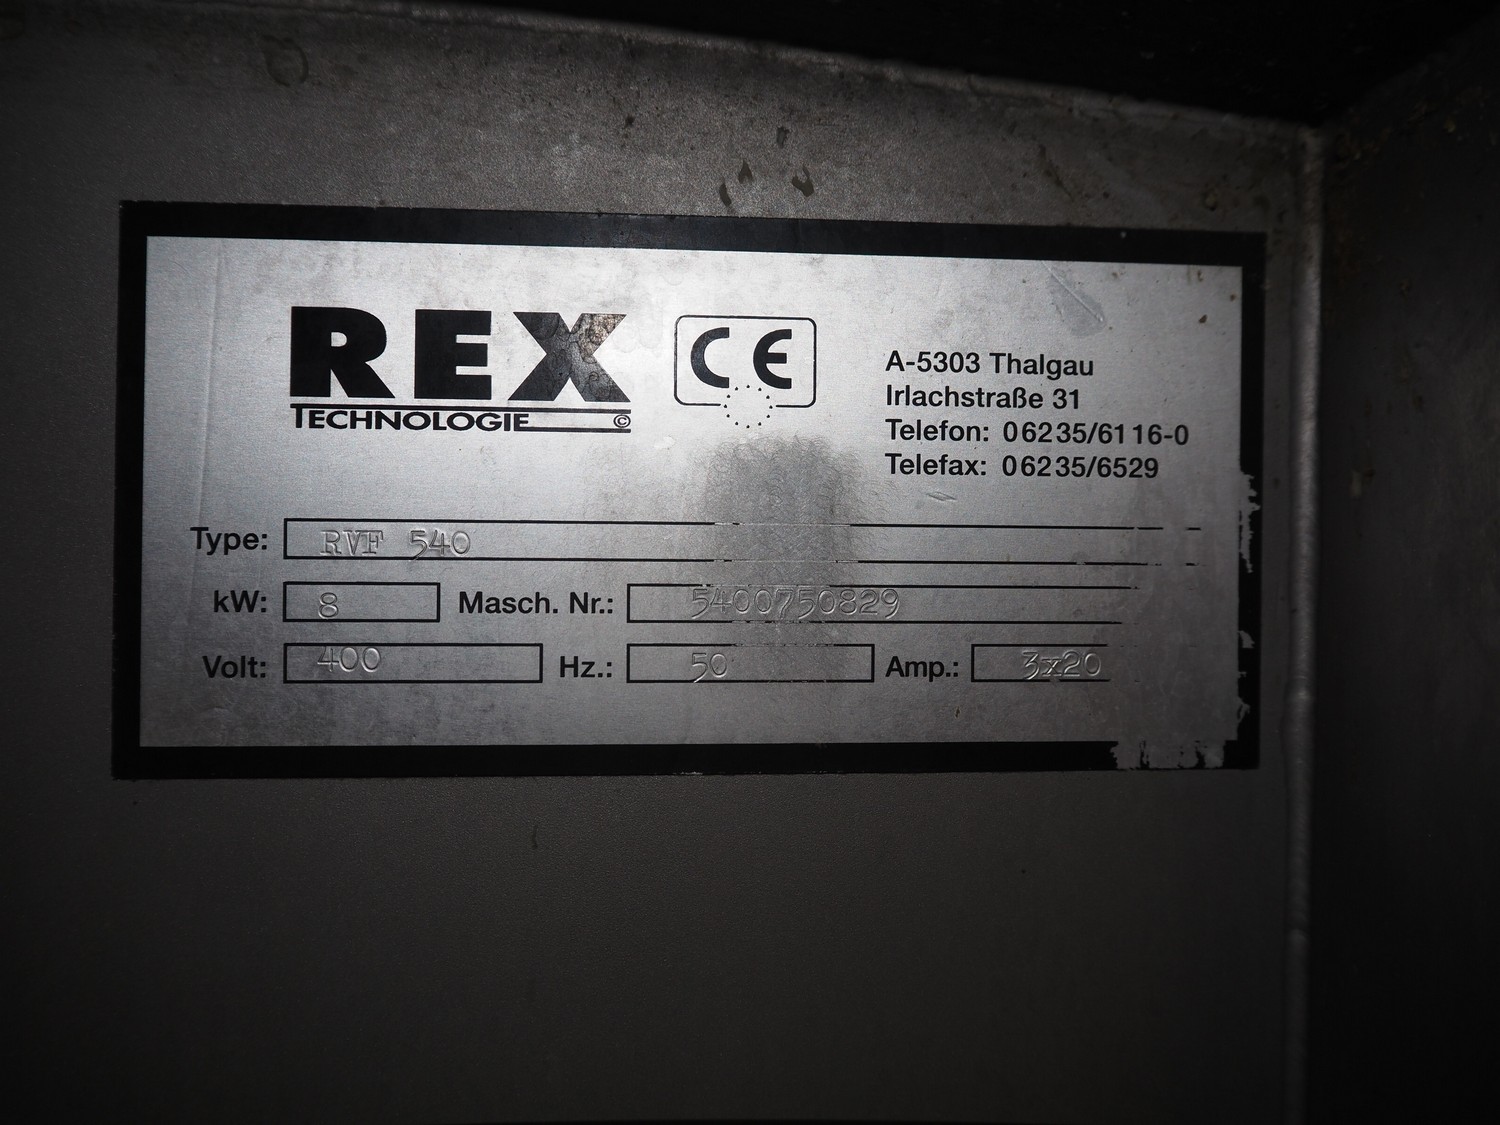 REX
TECHNOLOGIE ©
CE
A-5303 Thalgau
Irlachstraße 31
Telefon: 06235/6116-0
Telefax: 06235/6529
Type: RVF 540
kW: 8 Masch. Nr.: 5400750829
Volt: 400 Hz.: 50 Amp.: 3x20